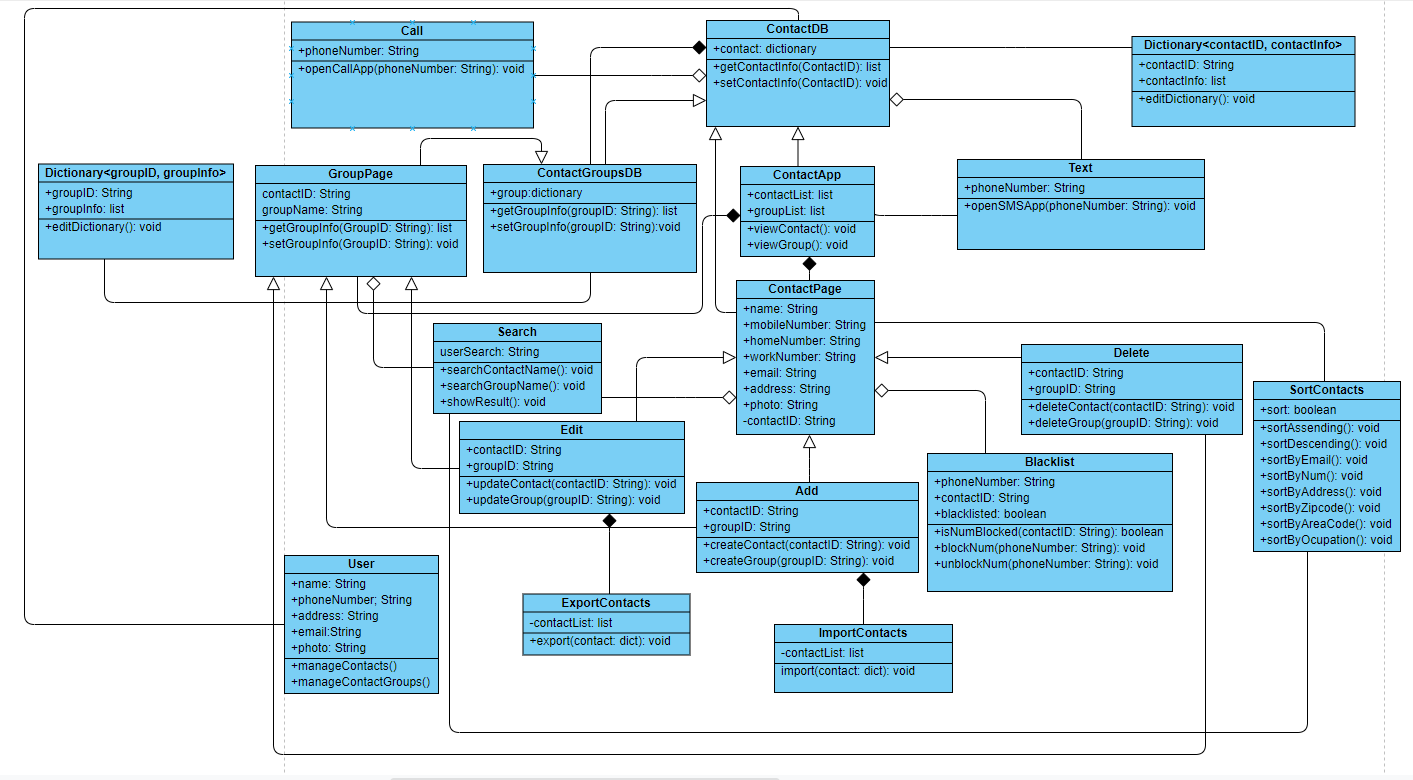 Call
+phoneNumber: String
+openCallApp(phoneNumber: String): void
ContactDB
+contact: dictionary
+getContactInfo(ContactID): list
+setContactInfo(ContactID): void
Dictionary<contactID, contactInfo>
+contactID: String
+contactInfo: list
+editDictionary(): void
Dictionary<groupID, groupInfo>
+groupID: String
+groupInfo: list
+editDictionary(): void
GroupPage
contactID: String
groupName: String
+getGroupInfo(GroupID: String): list
+setGroupInfo(GroupID: String): void
ContactGroupsDB
+group:dictionary
+getGroupInfo(groupID: String): list
+setGroupInfo(groupID: String):void
ContactApp
+contactList: list
+groupList: list
+viewContact(): void
+viewGroup(): void
Text
+phoneNumber: String
+openSMSApp(phoneNumber: String): void
ContactPage
+name: String
+mobileNumber: String
+homeNumber: String
+workNumber: String
+email: String
+address: String
+photo: String
-contactID: String
Search
userSearch: String
+searchContactName(): void
+searchGroupName(): void
+showResult(): void
Delete
+contactID: String
+groupID: String
+deleteContact(contactID: String): void
+deleteGroup(groupID: String): void
SortContacts
+sort: boolean
+sortAssending(): void
+sortDescending(): void
+sortByEmail(): void
+sortByNum(): void
+sortByAddress(): void
+sortByZipcode(): void
+sortByAreaCode(): void
+sortByOcupation(): void
Edit
+contactID: String
+groupID: String
+updateContact(contactID: String): void
+updateGroup(groupID: String): void
Blacklist
+phoneNumber: String
+contactID: String
+blacklisted: boolean
+isNumBlocked(contactID: String): boolean
+blockNum(phoneNumber: String): void
+unblockNum(phoneNumber: String): void
Add
+contactID: String
+groupID: String
+createContact(contactID: String): void
+createGroup(groupID: String): void
User
+name: String
+phoneNumber; String
+address: String
+email:String
+photo: String
+manageContacts()
+manageContactGroups()
ExportContacts
-contactList: list
+export(contact: dict): void
ImportContacts
-contactList: list
import(contact: dict): void